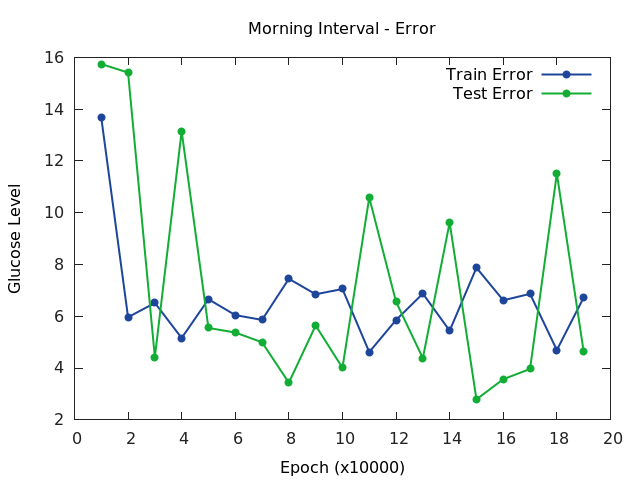 Morning Interval - Error
Train Error
Test Error
16
14
12
10
8
6
4
2
Glucose Level
0 2 4 6 8 10 12 14 16 18 20
Epoch (x10000)